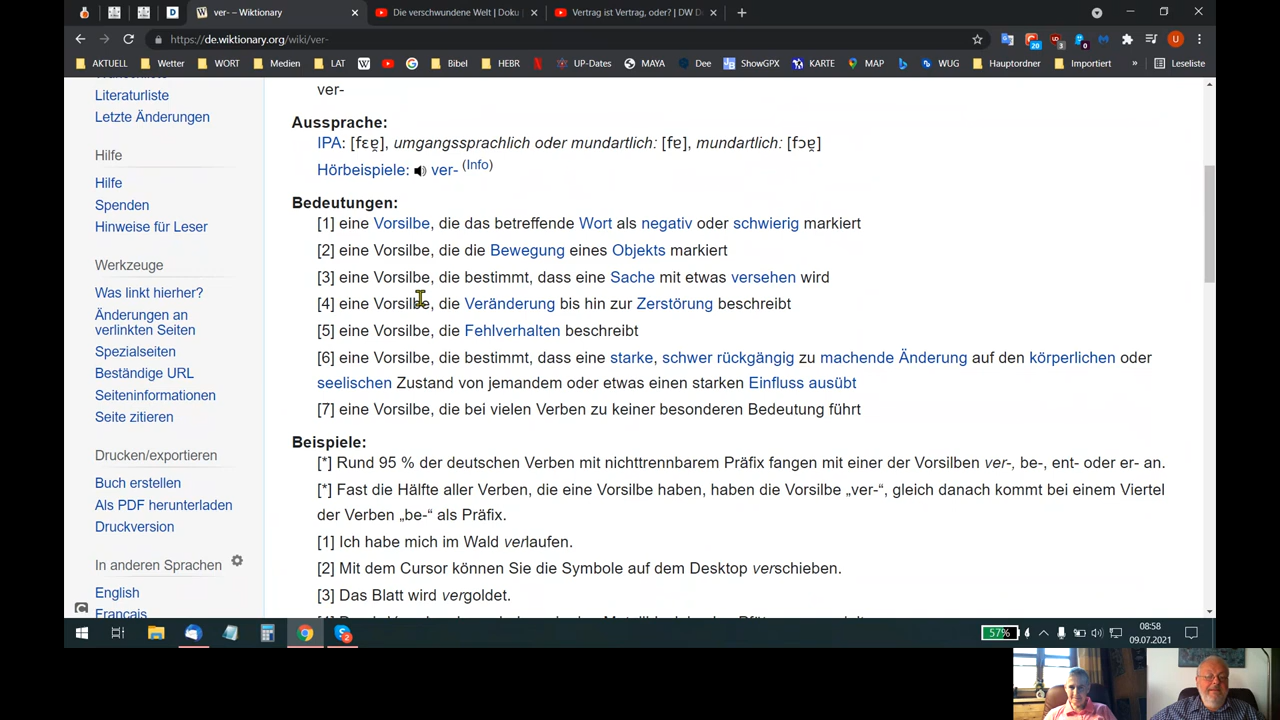 ver- – Wiktionary
Die verschwundene Welt | Doku |
Vertrag ist Vertrag, oder? | DW D
https://de.wiktionary.org/wiki/ver-
AKTUELL Wetter WORT Medien LAT Bibel HEBR UP-Dates MAYA Dee ShowGPX KARTE MAP WUG Hauptordner Importiert » Leseliste
Literaturliste
Letzte Änderungen
Hilfe
Hilfe
Spenden
Hinweise für Leser
Werkzeuge
Was linkt hierher?
Änderungen an
verlinkten Seiten
Spezialseiten
Beständige URL
Seiteninformationen
Seite zitieren
Drucken/exportieren
Buch erstellen
Als PDF herunterladen
Druckversion
In anderen Sprachen
English
Français
ver-
Aussprache:
IPA: [fɛɐ̯], umgangssprachlich oder mundartlich: [fɐ], mundartlich: [fɔɐ̯]
Hörbeispiele: ver- (Info)
Bedeutungen:
[1] eine Vorsilbe, die das betreffende Wort als negativ oder schwierig markiert
[2] eine Vorsilbe, die die Bewegung eines Objekts markiert
[3] eine Vorsilbe, die bestimmt, dass eine Sache mit etwas versehen wird
[4] eine Vorsilbe, die Veränderung bis hin zur Zerstörung beschreibt
[5] eine Vorsilbe, die Fehlverhalten beschreibt
[6] eine Vorsilbe, die bestimmt, dass eine starke, schwer rückgängig zu machende Änderung auf den körperlichen oder
seelischen Zustand von jemandem oder etwas einen starken Einfluss ausübt
[7] eine Vorsilbe, die bei vielen Verben zu keiner besonderen Bedeutung führt
Beispiele:
[*] Rund 95 % der deutschen Verben mit nichttrennbarem Präfix fangen mit einer der Vorsilben ver-, be-, ent- oder er- an.
[*] Fast die Hälfte aller Verben, die eine Vorsilbe haben, haben die Vorsilbe „ver-“, gleich danach kommt bei einem Viertel
der Verben „be-“ als Präfix.
[1] Ich habe mich im Wald verlaufen.
[2] Mit dem Cursor können Sie die Symbole auf dem Desktop verschieben.
[3] Das Blatt wird vergoldet.
57%
08:58
09.07.2021